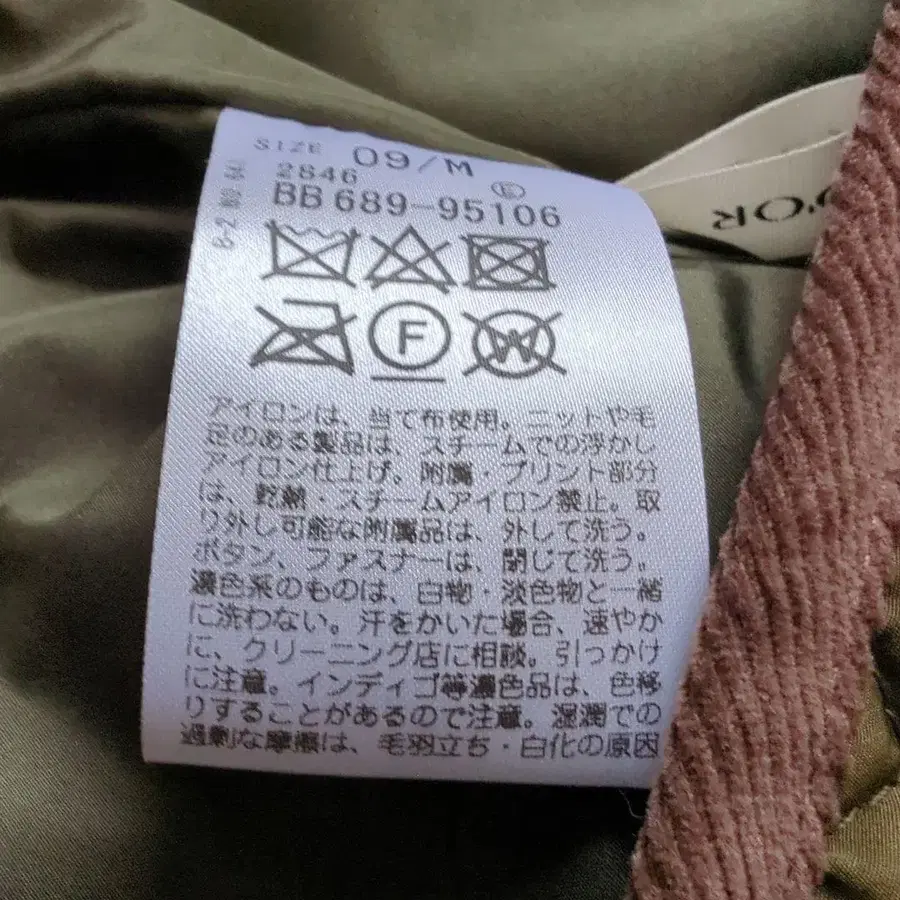 SIZE 09/M
2846 E
BB 689-95106
F
W
アイロンは、当て布使用。ニットや毛
足のある製品は、スチームでの浮かし
アイロン仕上げ。附属・プリント部分
は、乾熱・スチームアイロン禁止。取
り外し可能な附属品は、外して洗う。
ボタン、ファスナーは、閉じて洗う。
濃色系のものは、白物・淡色物と一緒
に洗わない。汗をかいた場合、速やか
に、クリーニング店に相談。引っかけ
に注意。インディゴ等濃色品は、色移
りすることがあるので注意。湿潤での
過剰な摩擦は、毛羽立ち・白化の原因
D'OR